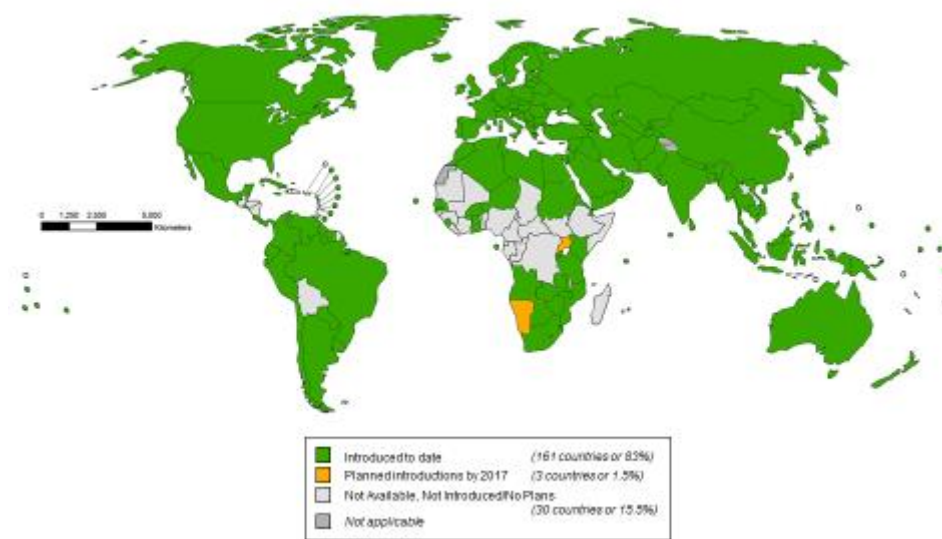 0 1,250 2,500 5,000
Kilometers
Introduced to date (161 countries or 83%)
Planned introductions by 2017 (3 countries or 1.5%)
Not Available, Not Introduced/No Plans
(30 countries or 15.5%)
Not applicable